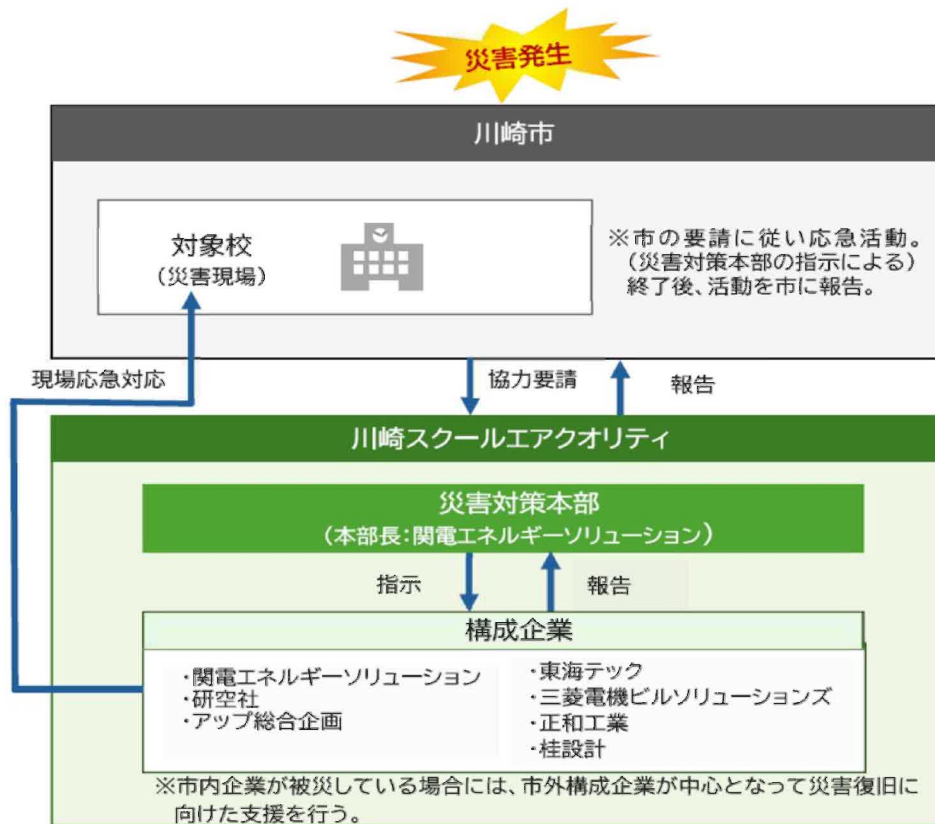 災害発生
川崎市
対象校
（災害現場）
※市の要請に従い応急活動。
（災害対策本部の指示による）
終了後、活動を市に報告。
現場応急対応
協力要請
報告
川崎スクールエアクオリティ
災害対策本部
（本部長：関電エネルギーソリューション）
指示
報告
構成企業
・関電エネルギーソリューション
・研空社
・アップ総合企画
・東海テック
・三菱電機ビルソリューションズ
・正和工業
・桂設計
※市内企業が被災している場合には、市外構成企業が中心となって災害復旧に
向けた支援を行う。